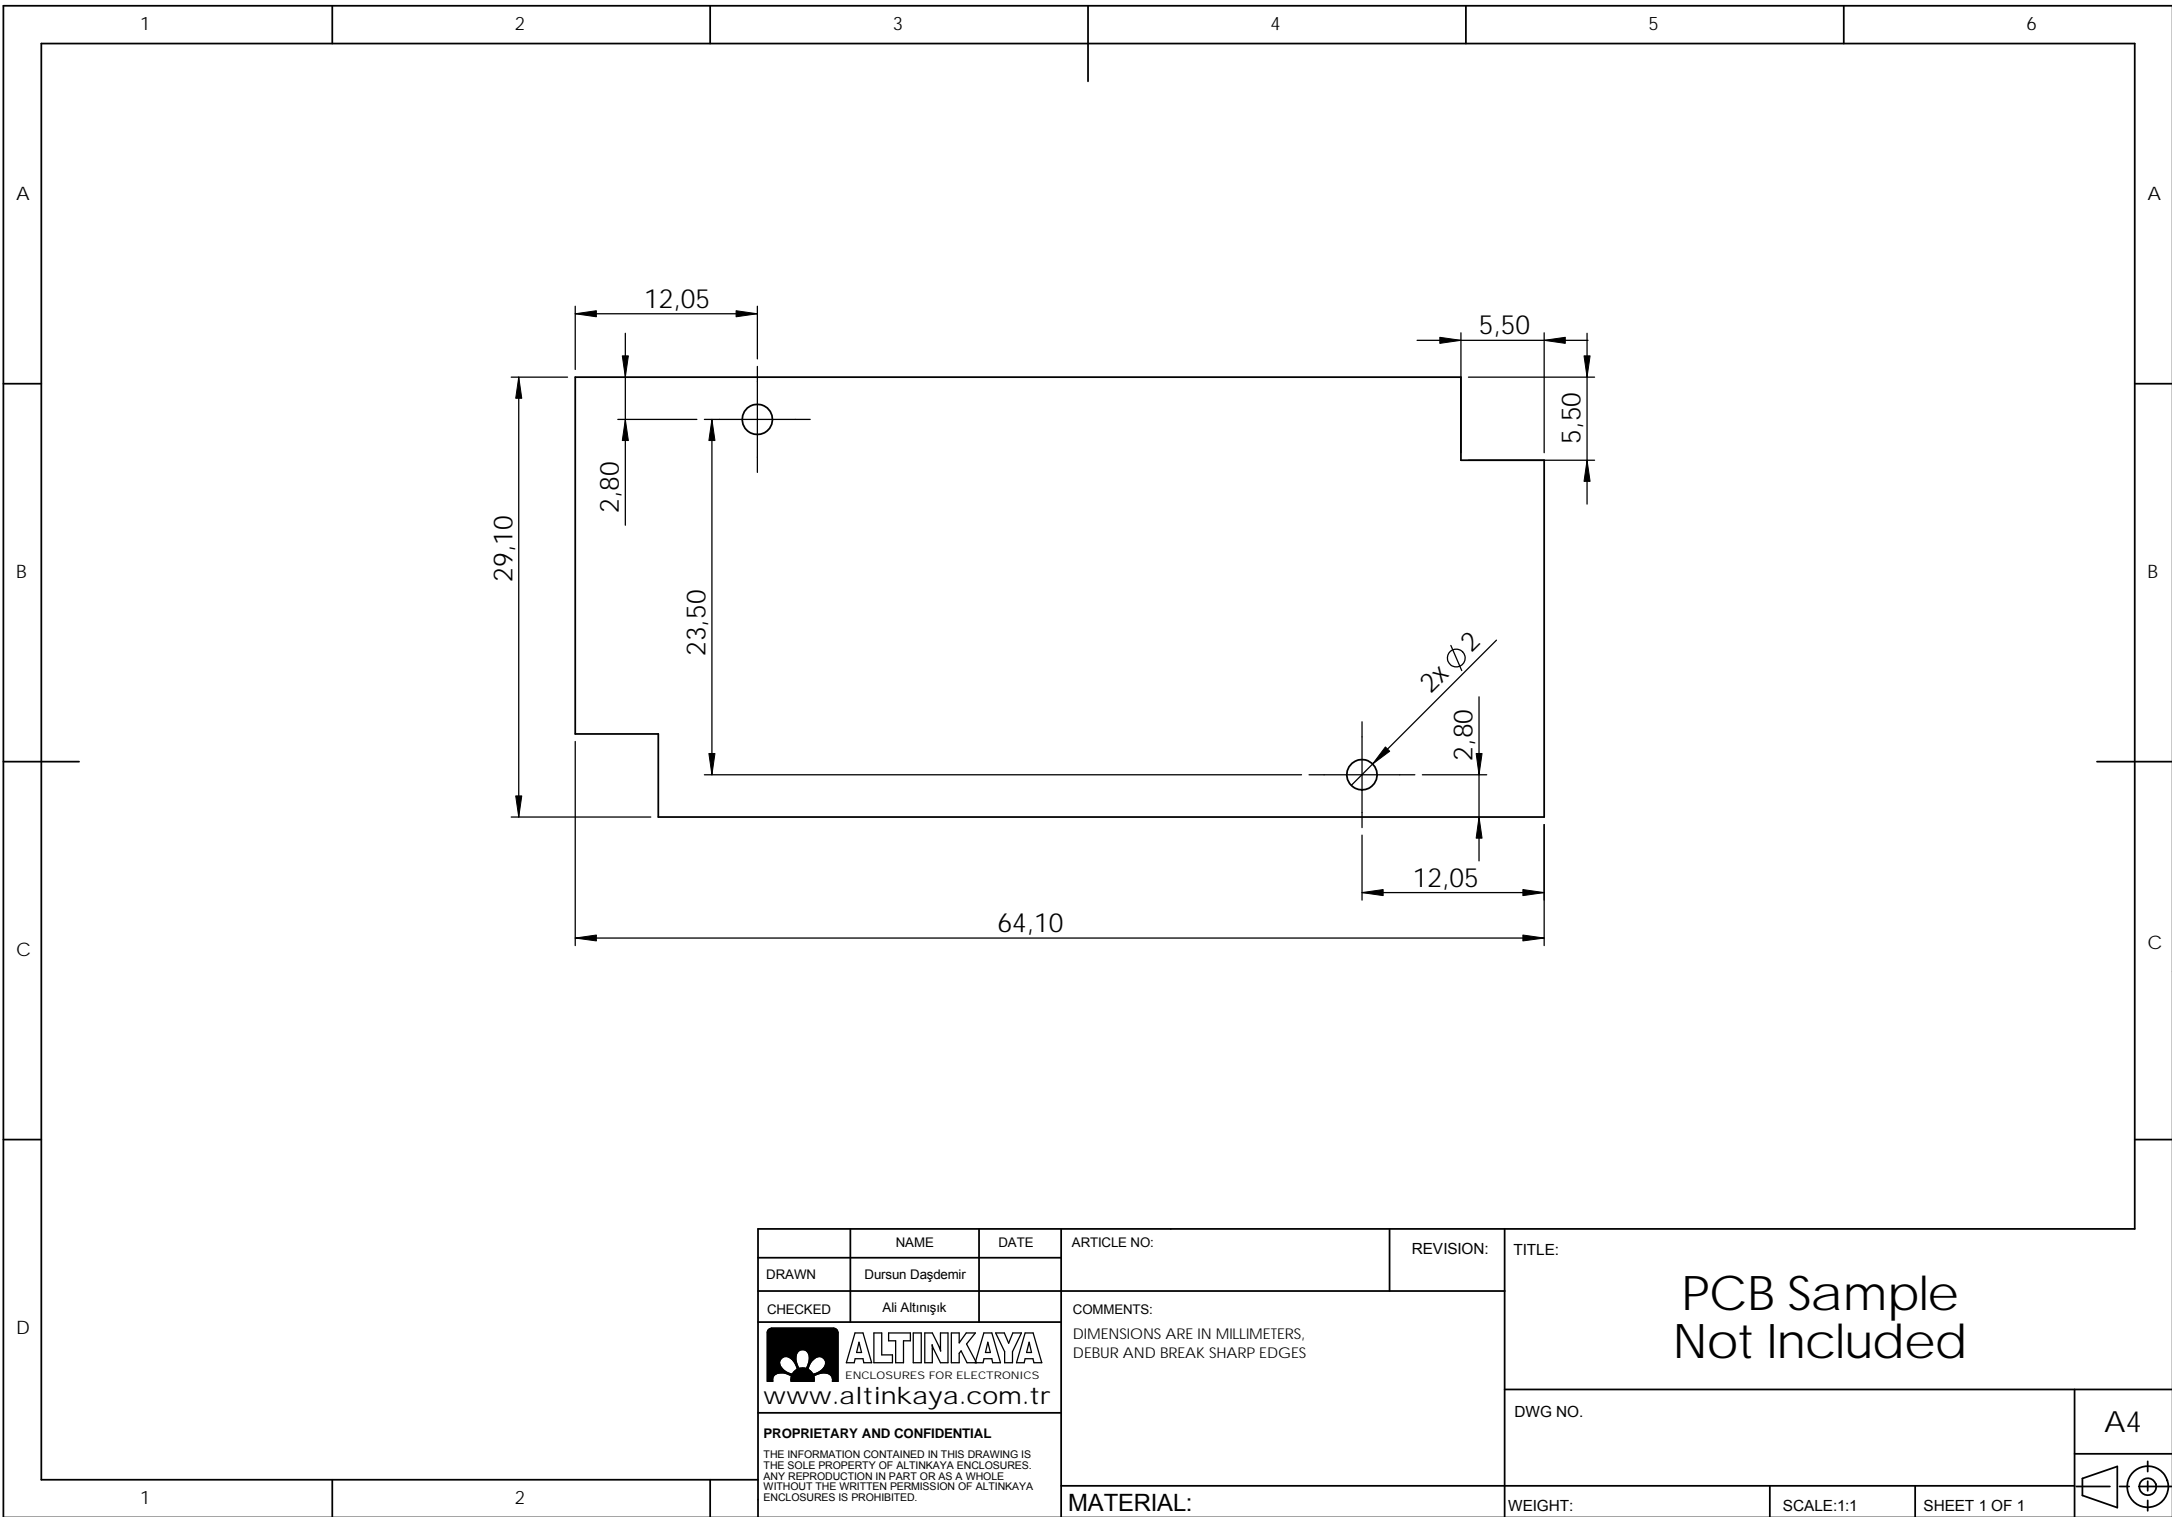 1 2 3 4 5 6
A A
12,05
5,50
5,50
2,80
29,10
B B
23,50
2x Ø2
2,80
12,05
64,10
C C
NAME DATE
DRAWN Dursun Daşdemir
CHECKED Ali Altınışık
ALTINKAYA
ENCLOSURES FOR ELECTRONICS
www.altinkaya.com.tr
PROPRIETARY AND CONFIDENTIAL
THE INFORMATION CONTAINED IN THIS DRAWING IS
THE SOLE PROPERTY OF ALTINKAYA ENCLOSURES.
ANY REPRODUCTION IN PART OR AS A WHOLE
WITHOUT THE WRITTEN PERMISSION OF ALTINKAYA
ENCLOSURES IS PROHIBITED.
ARTICLE NO:
REVISION:
COMMENTS:
DIMENSIONS ARE IN MILLIMETERS,
DEBUR AND BREAK SHARP EDGES
MATERIAL:
TITLE:
PCB Sample
Not Included
DWG NO.
A4
WEIGHT:
SCALE:1:1
SHEET 1 OF 1
D
1 2